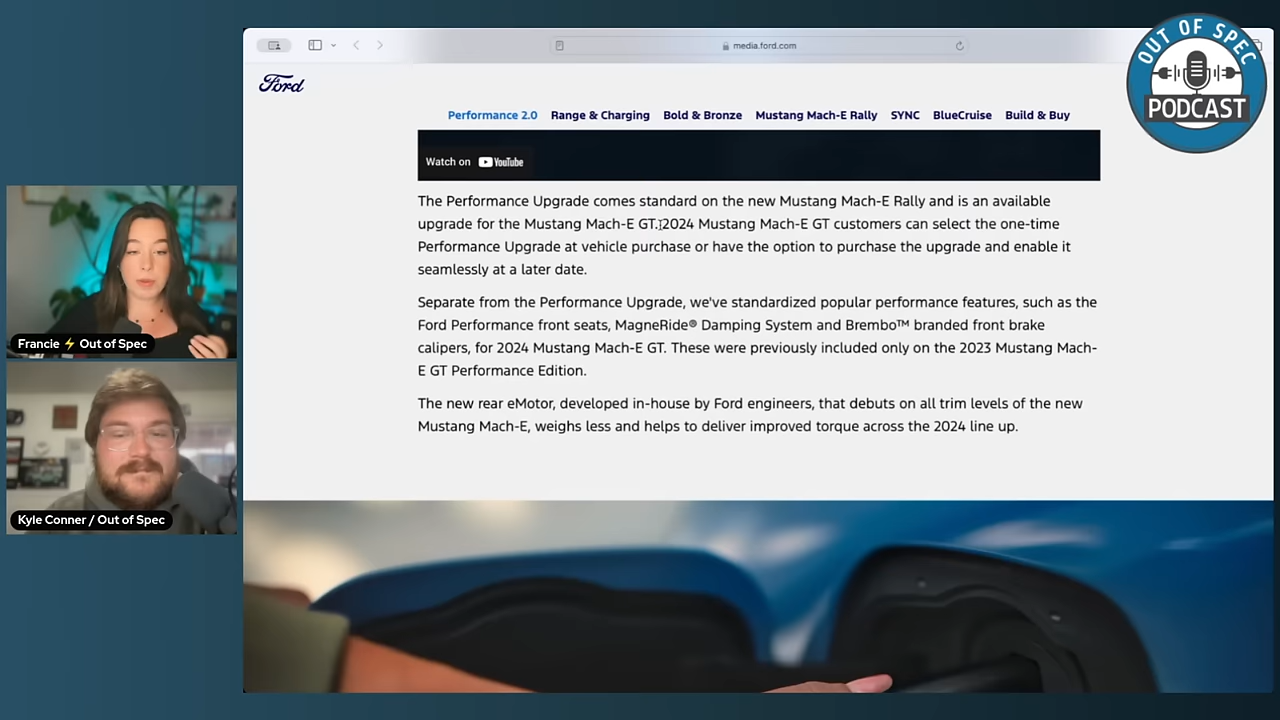 media.ford.com
OUT OF SPEC
PODCAST
Ford
Performance 2.0 Range & Charging Bold & Bronze Mustang Mach-E Rally SYNC BlueCruise Build & Buy
Watch on YouTube
The Performance Upgrade comes standard on the new Mustang Mach-E Rally and is an available
upgrade for the Mustang Mach-E GT. 2024 Mustang Mach-E GT customers can select the one-time
Performance Upgrade at vehicle purchase or have the option to purchase the upgrade and enable it
seamlessly at a later date.
Separate from the Performance Upgrade, we've standardized popular performance features, such as the
Ford Performance front seats, MagneRide® Damping System and Brembo™ branded front brake
calipers, for 2024 Mustang Mach-E GT. These were previously included only on the 2023 Mustang Mach-
E GT Performance Edition.
The new rear eMotor, developed in-house by Ford engineers, that debuts on all trim levels of the new
Mustang Mach-E, weighs less and helps to deliver improved torque across the 2024 line up.
Francie ⚡ Out of Spec
Kyle Conner / Out of Spec